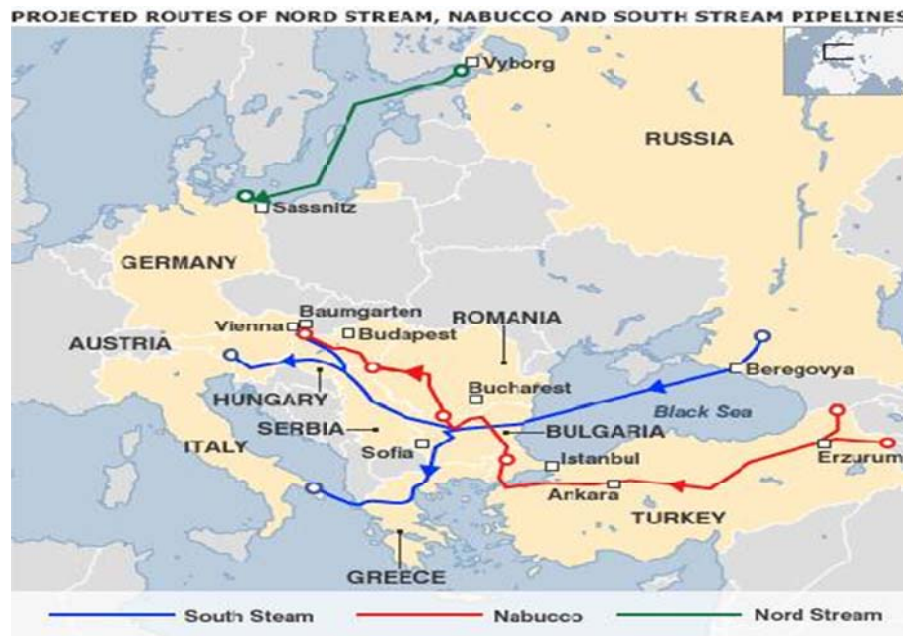 PROJECTED ROUTES OF NORD STREAM, NABUCCO AND SOUTH STREAM PIPELINES
Vyborg
RUSSIA
Sassnitz
GERMANY
Baumgarten
Vienna
Budapest
ROMANIA
AUSTRIA
Beregovya
HUNGARY
Bucharest
Black Sea
SERBIA
BULGARIA
ITALY
Sofia
Istanbul
Erzurum
Ankara
TURKEY
GREECE
South Steam
Nabucco
Nord Stream